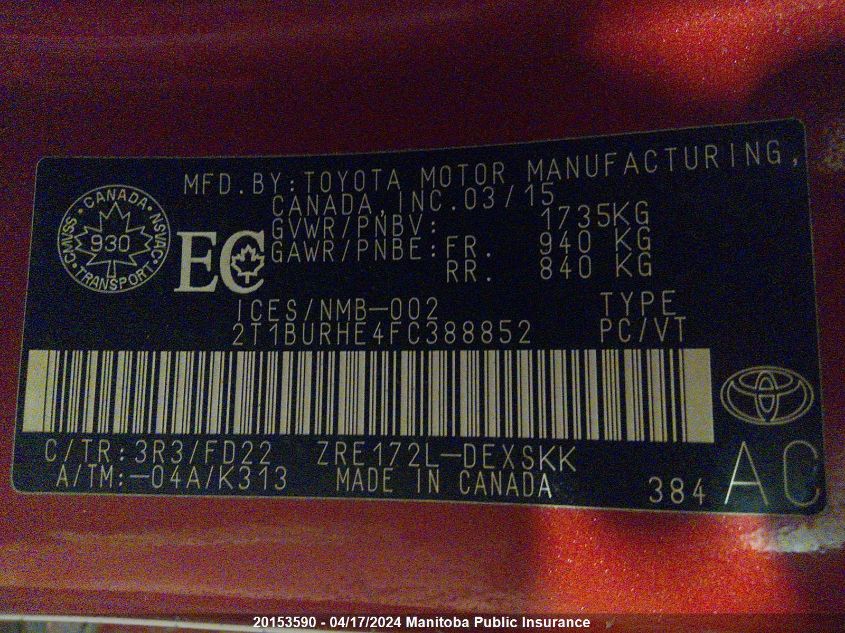 MFD.BY:TOYOTA MOTOR MANUFACTURING,
CANADA,INC.03/15
GVWR/PNBV: 1735KG
GAWR/PNBE:FR. 940 KG
RR. 840 KG
CANADA
CMVSS NSVAC
930
TRANSPORT
EC
ICES/NMB-002 TYPE
2T1BURHE4FC388852 PC/VT
C/TR:3R3/FD22 ZRE172L-DEXSKK
A/TM:-04A/K313 MADE IN CANADA 384 AC
20153590 - 04/17/2024 Manitoba Public Insurance